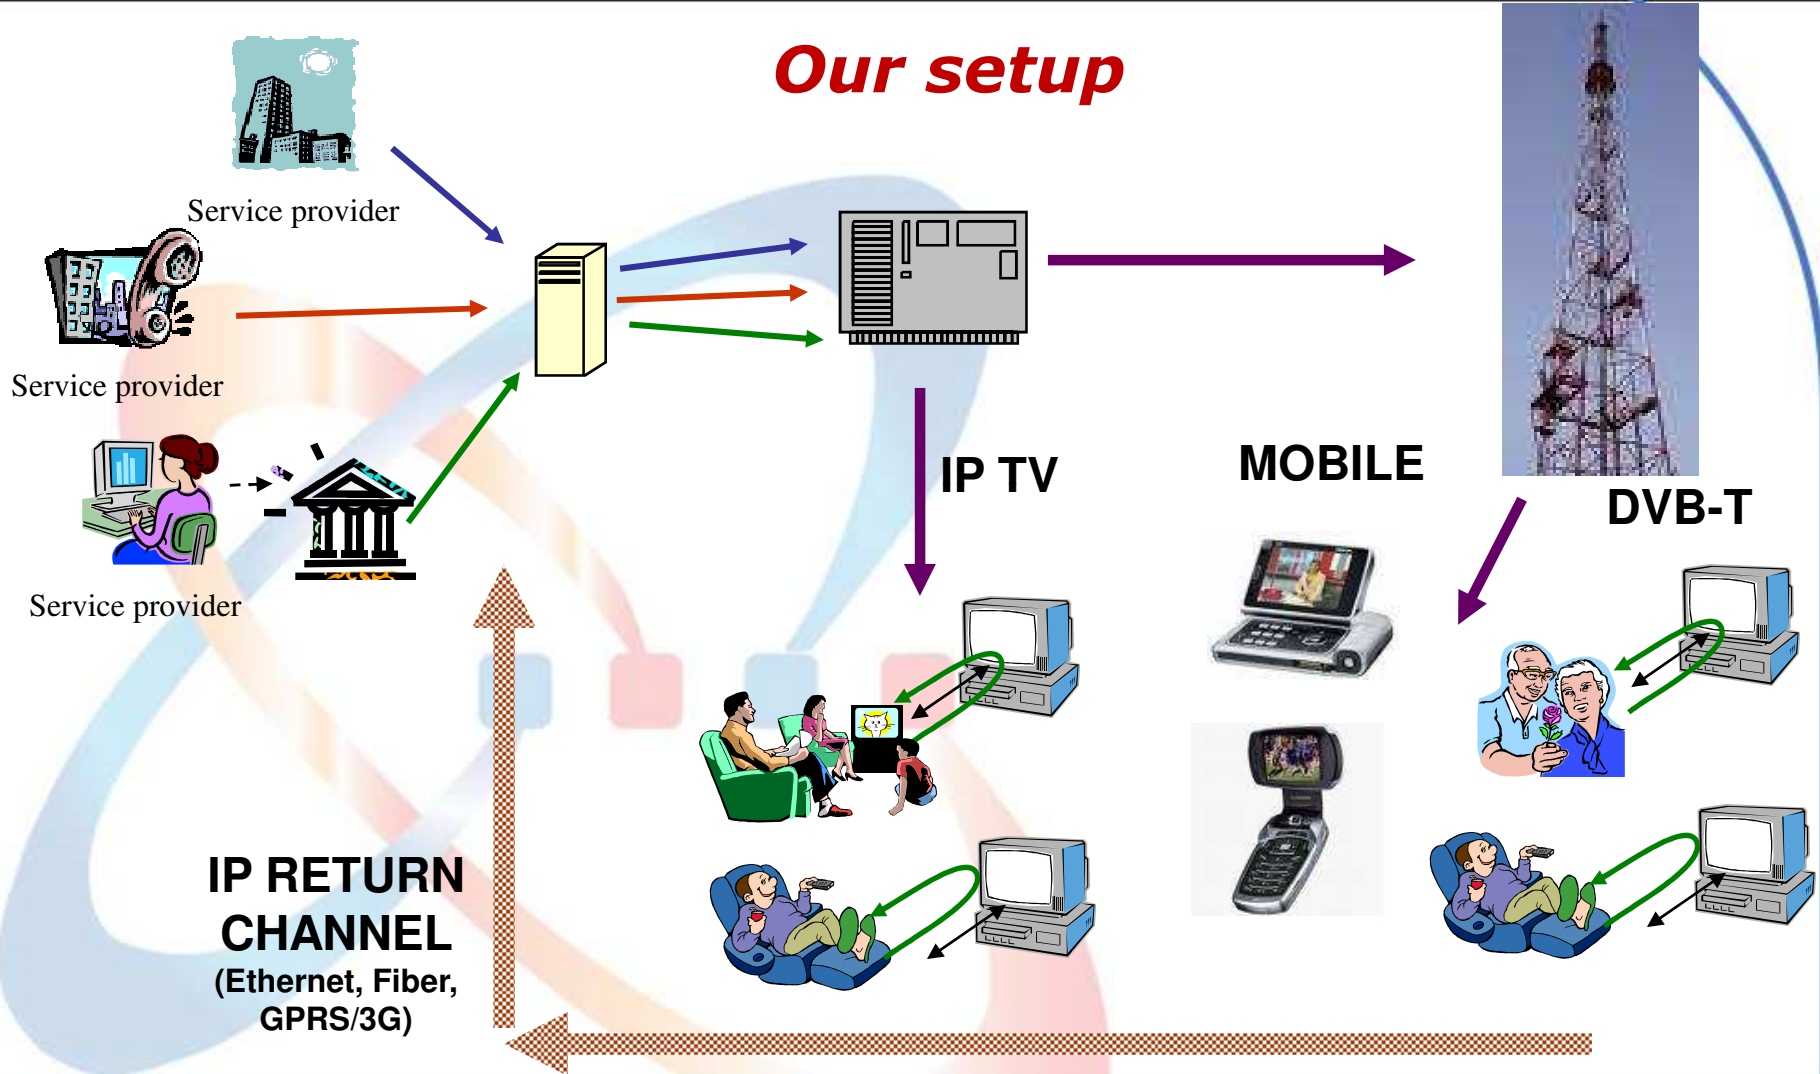 Our setup
Service provider
Service provider
Service provider
IP TV
MOBILE
DVB-T
IP RETURN
CHANNEL
(Ethernet, Fiber,
GPRS/3G)